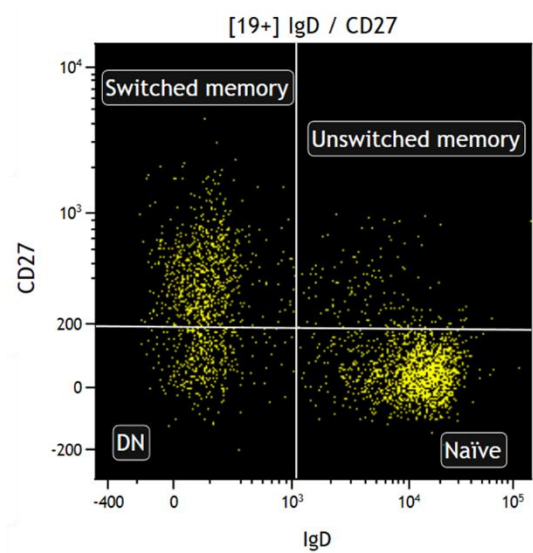 [19+] IgD / CD27
10⁴
Switched memory
Unswitched memory
10³
CD27
200
0
DN
Naïve
-200
-400 0 10³ 10⁴ 10⁵
IgD